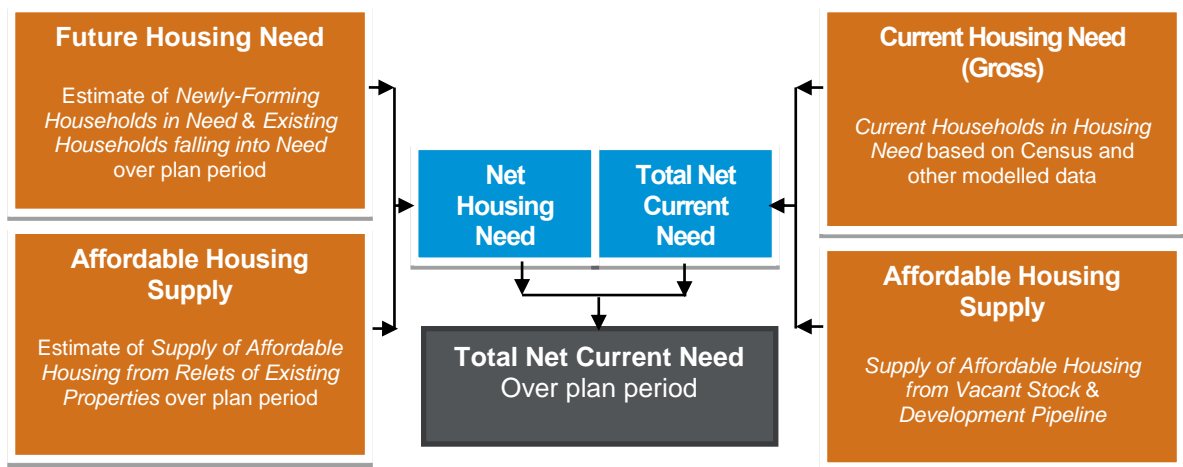 Future Housing Need
Estimate of Newly-Forming
Households in Need & Existing
Households falling into Need
over plan period
Affordable Housing
Supply
Estimate of Supply of Affordable
Housing from Relets of Existing
Properties over plan period
Net
Housing
Need
Total Net
Current
Need
Total Net Current Need
Over plan period
Current Housing Need
(Gross)
Current Households in Housing
Need based on Census and
other modelled data
Affordable Housing
Supply
Supply of Affordable Housing
from Vacant Stock &
Development Pipeline